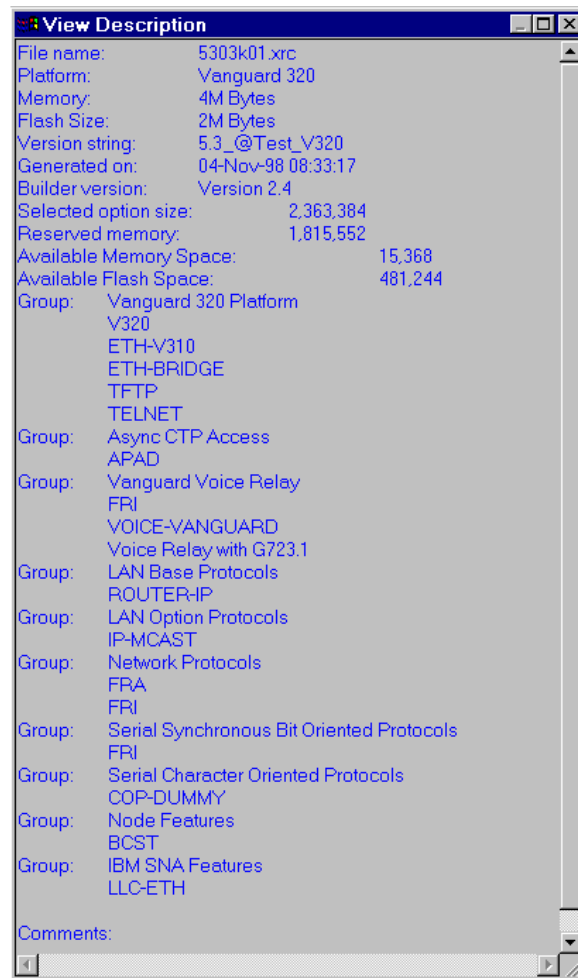 View Description
File name: 5303k01.xrc
Platform: Vanguard 320
Memory: 4M Bytes
Flash Size: 2M Bytes
Version string: 5.3_@Test_V320
Generated on: 04-Nov-98 08:33:17
Builder version: Version 2.4
Selected option size: 2,363,384
Reserved memory: 1,815,552
Available Memory Space: 15,368
Available Flash Space: 481,244
Group: Vanguard 320 Platform
V320
ETH-V310
ETH-BRIDGE
TFTP
TELNET
Group: Async CTP Access
APAD
Group: Vanguard Voice Relay
FRI
VOICE-VANGUARD
Voice Relay with G723.1
Group: LAN Base Protocols
ROUTER-IP
Group: LAN Option Protocols
IP-MCAST
Group: Network Protocols
FRA
FRI
Group: Serial Synchronous Bit Oriented Protocols
FRI
Group: Serial Character Oriented Protocols
COP-DUMMY
Group: Node Features
BCST
Group: IBM SNA Features
LLC-ETH
Comments: